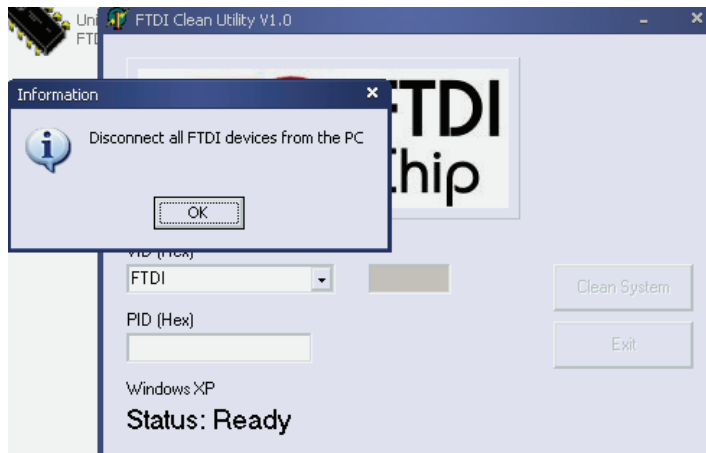 FTDI Clean Utility V1.0
Information
Disconnect all FTDI devices from the PC
OK
FTDI
VID (Hex)
FTDI
Clean System
PID (Hex)
Exit
Windows XP
Status: Ready